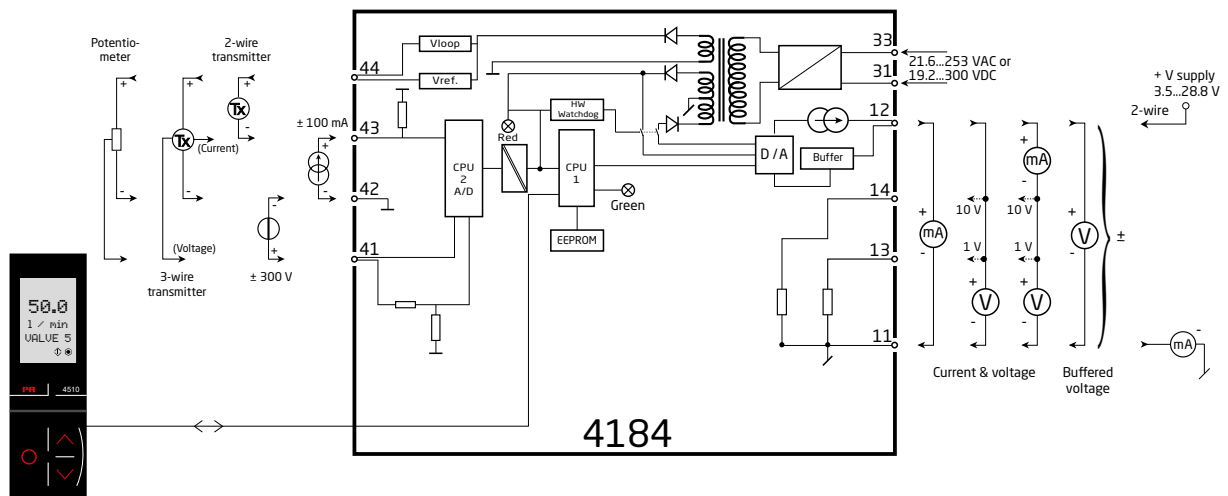 Potentio-
meter
2-wire
transmitter
+
-
+
-
Tx
(Current)
+
-
Tx
(Voltage)
3-wire
transmitter
± 100 mA
+
-
-
+
± 300 V
44
43
42
41
Vloop
Vref.
HW
Watchdog
Red
CPU
2
A/D
CPU
1
Green
EEPROM
D/A
Buffer
33
31
12
14
13
11
21.6...253 VAC or
19.2...300 VDC
+ V supply
3.5...28.8 V
2-wire
+
mA
-
10 V
1 V
+
V
-
mA
-
10 V
1 V
+
V
-
+
V
-
±
-
mA
Current & voltage
Buffered
voltage
50.0
l / min
VALVE 5
PR
4510
4184